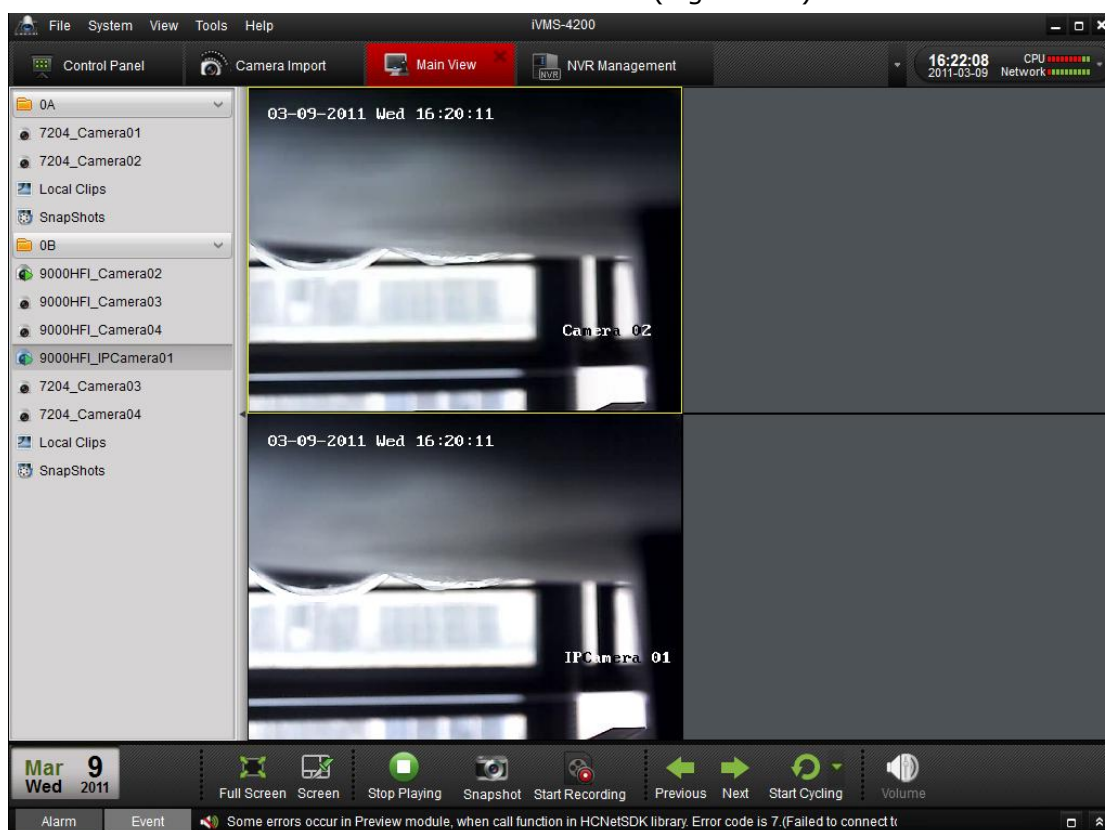 File System View Tools Help iVMS-4200
Control Panel Camera Import Main View NVR NVR Management 16:22:08 CPU
2011-03-09 Network
0A
7204_Camera01
7204_Camera02
Local Clips
SnapShots
0B
9000HFI_Camera02
9000HFI_Camera03
9000HFI_Camera04
9000HFI_IPCamera01
7204_Camera03
7204_Camera04
Local Clips
SnapShots
03-09-2011 Wed 16:20:11
Camera 02
03-09-2011 Wed 16:20:11
IPCamera 01
Mar 9
Wed 2011
Full Screen Screen Stop Playing Snapshot Start Recording Previous Next Start Cycling Volume
Alarm Event Some errors occur in Preview module, when call function in HCNetSDK library. Error code is 7.(Failed to connect to